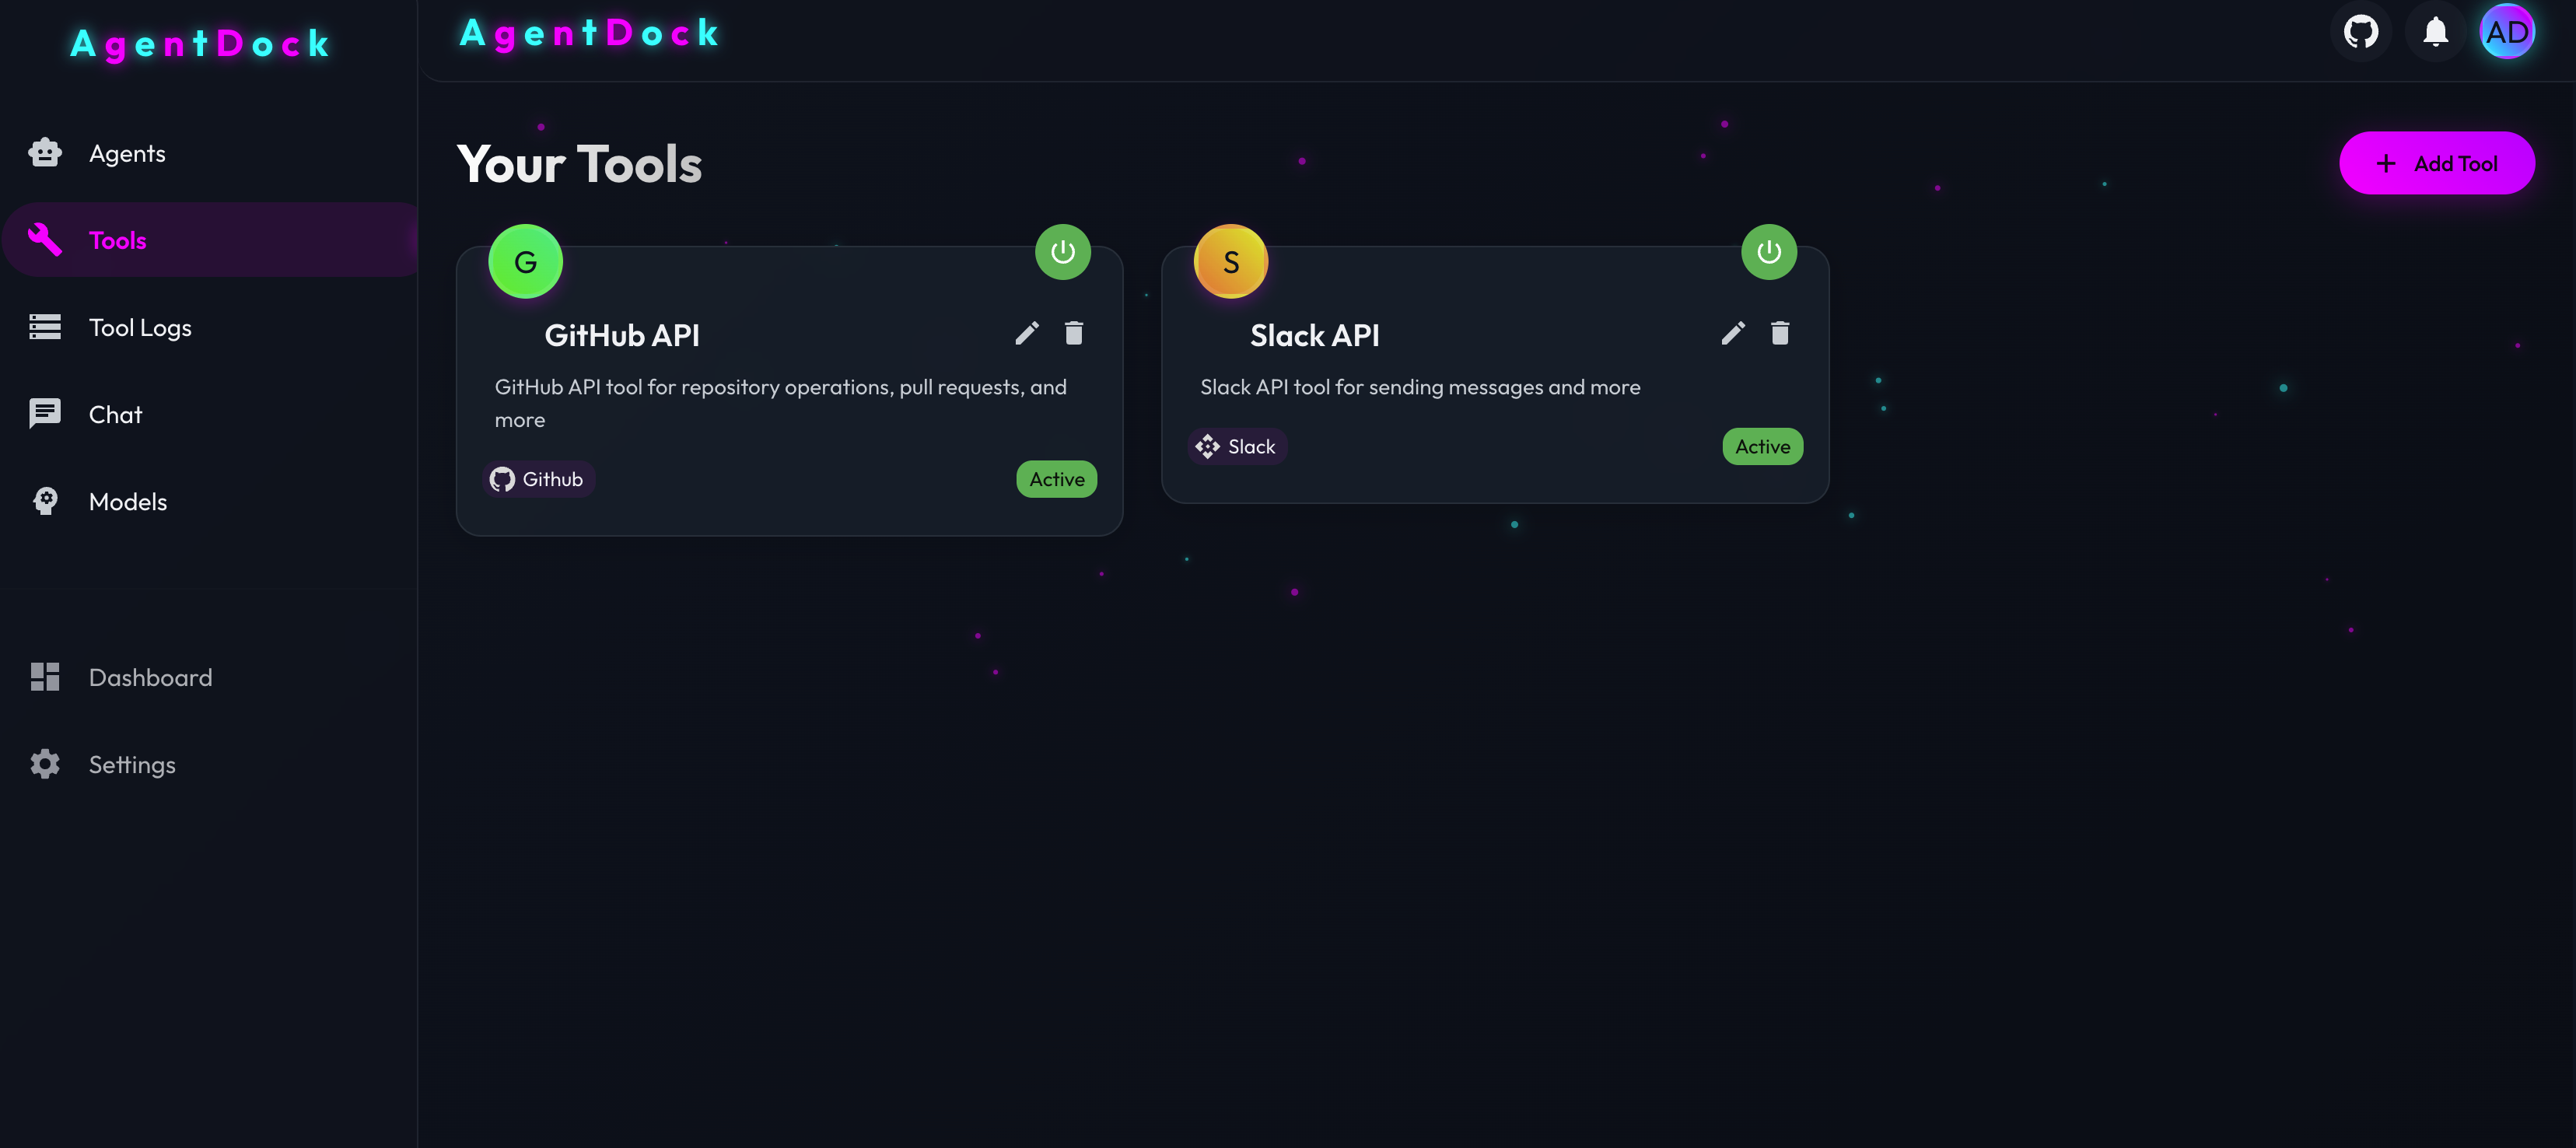 AgentDock
Agents
Tools
Tool Logs
Chat
Models
Dashboard
Settings
AgentDock
AD
Your Tools
Add Tool
G
GitHub API
GitHub API tool for repository operations, pull requests, and
more
Github
Active
S
Slack API
Slack API tool for sending messages and more
Slack
Active